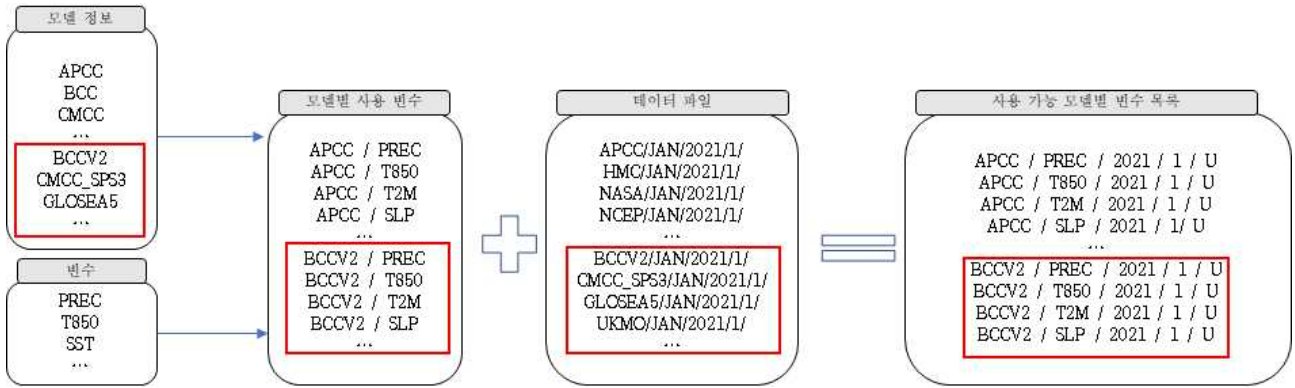 모델 정보
APCC
BCC
CMCC
...
BCCV2
CMCC_SPS3
GLOSEA5
...
변수
PREC
T850
SST
...
모델별 사용 변수
APCC / PREC
APCC / T850
APCC / T2M
APCC / SLP
...
BCCV2 / PREC
BCCV2 / T850
BCCV2 / T2M
BCCV2 / SLP
...
데이터 파일
APCC/JAN/2021/1/
HMC/JAN/2021/1/
NASA/JAN/2021/1/
NCEP/JAN/2021/1/
...
BCCV2/JAN/2021/1/
CMCC_SPS3/JAN/2021/1/
GLOSEA5/JAN/2021/1/
UKMO/JAN/2021/1/
...
사용 가능 모델별 변수 목록
APCC / PREC / 2021 / 1 / U
APCC / T850 / 2021 / 1 / U
APCC / T2M / 2021 / 1 / U
APCC / SLP / 2021 / 1/ U
...
BCCV2 / PREC / 2021 / 1 / U
BCCV2 / T850 / 2021 / 1 / U
BCCV2 / T2M / 2021 / 1 / U
BCCV2 / SLP / 2021 / 1 / U
...